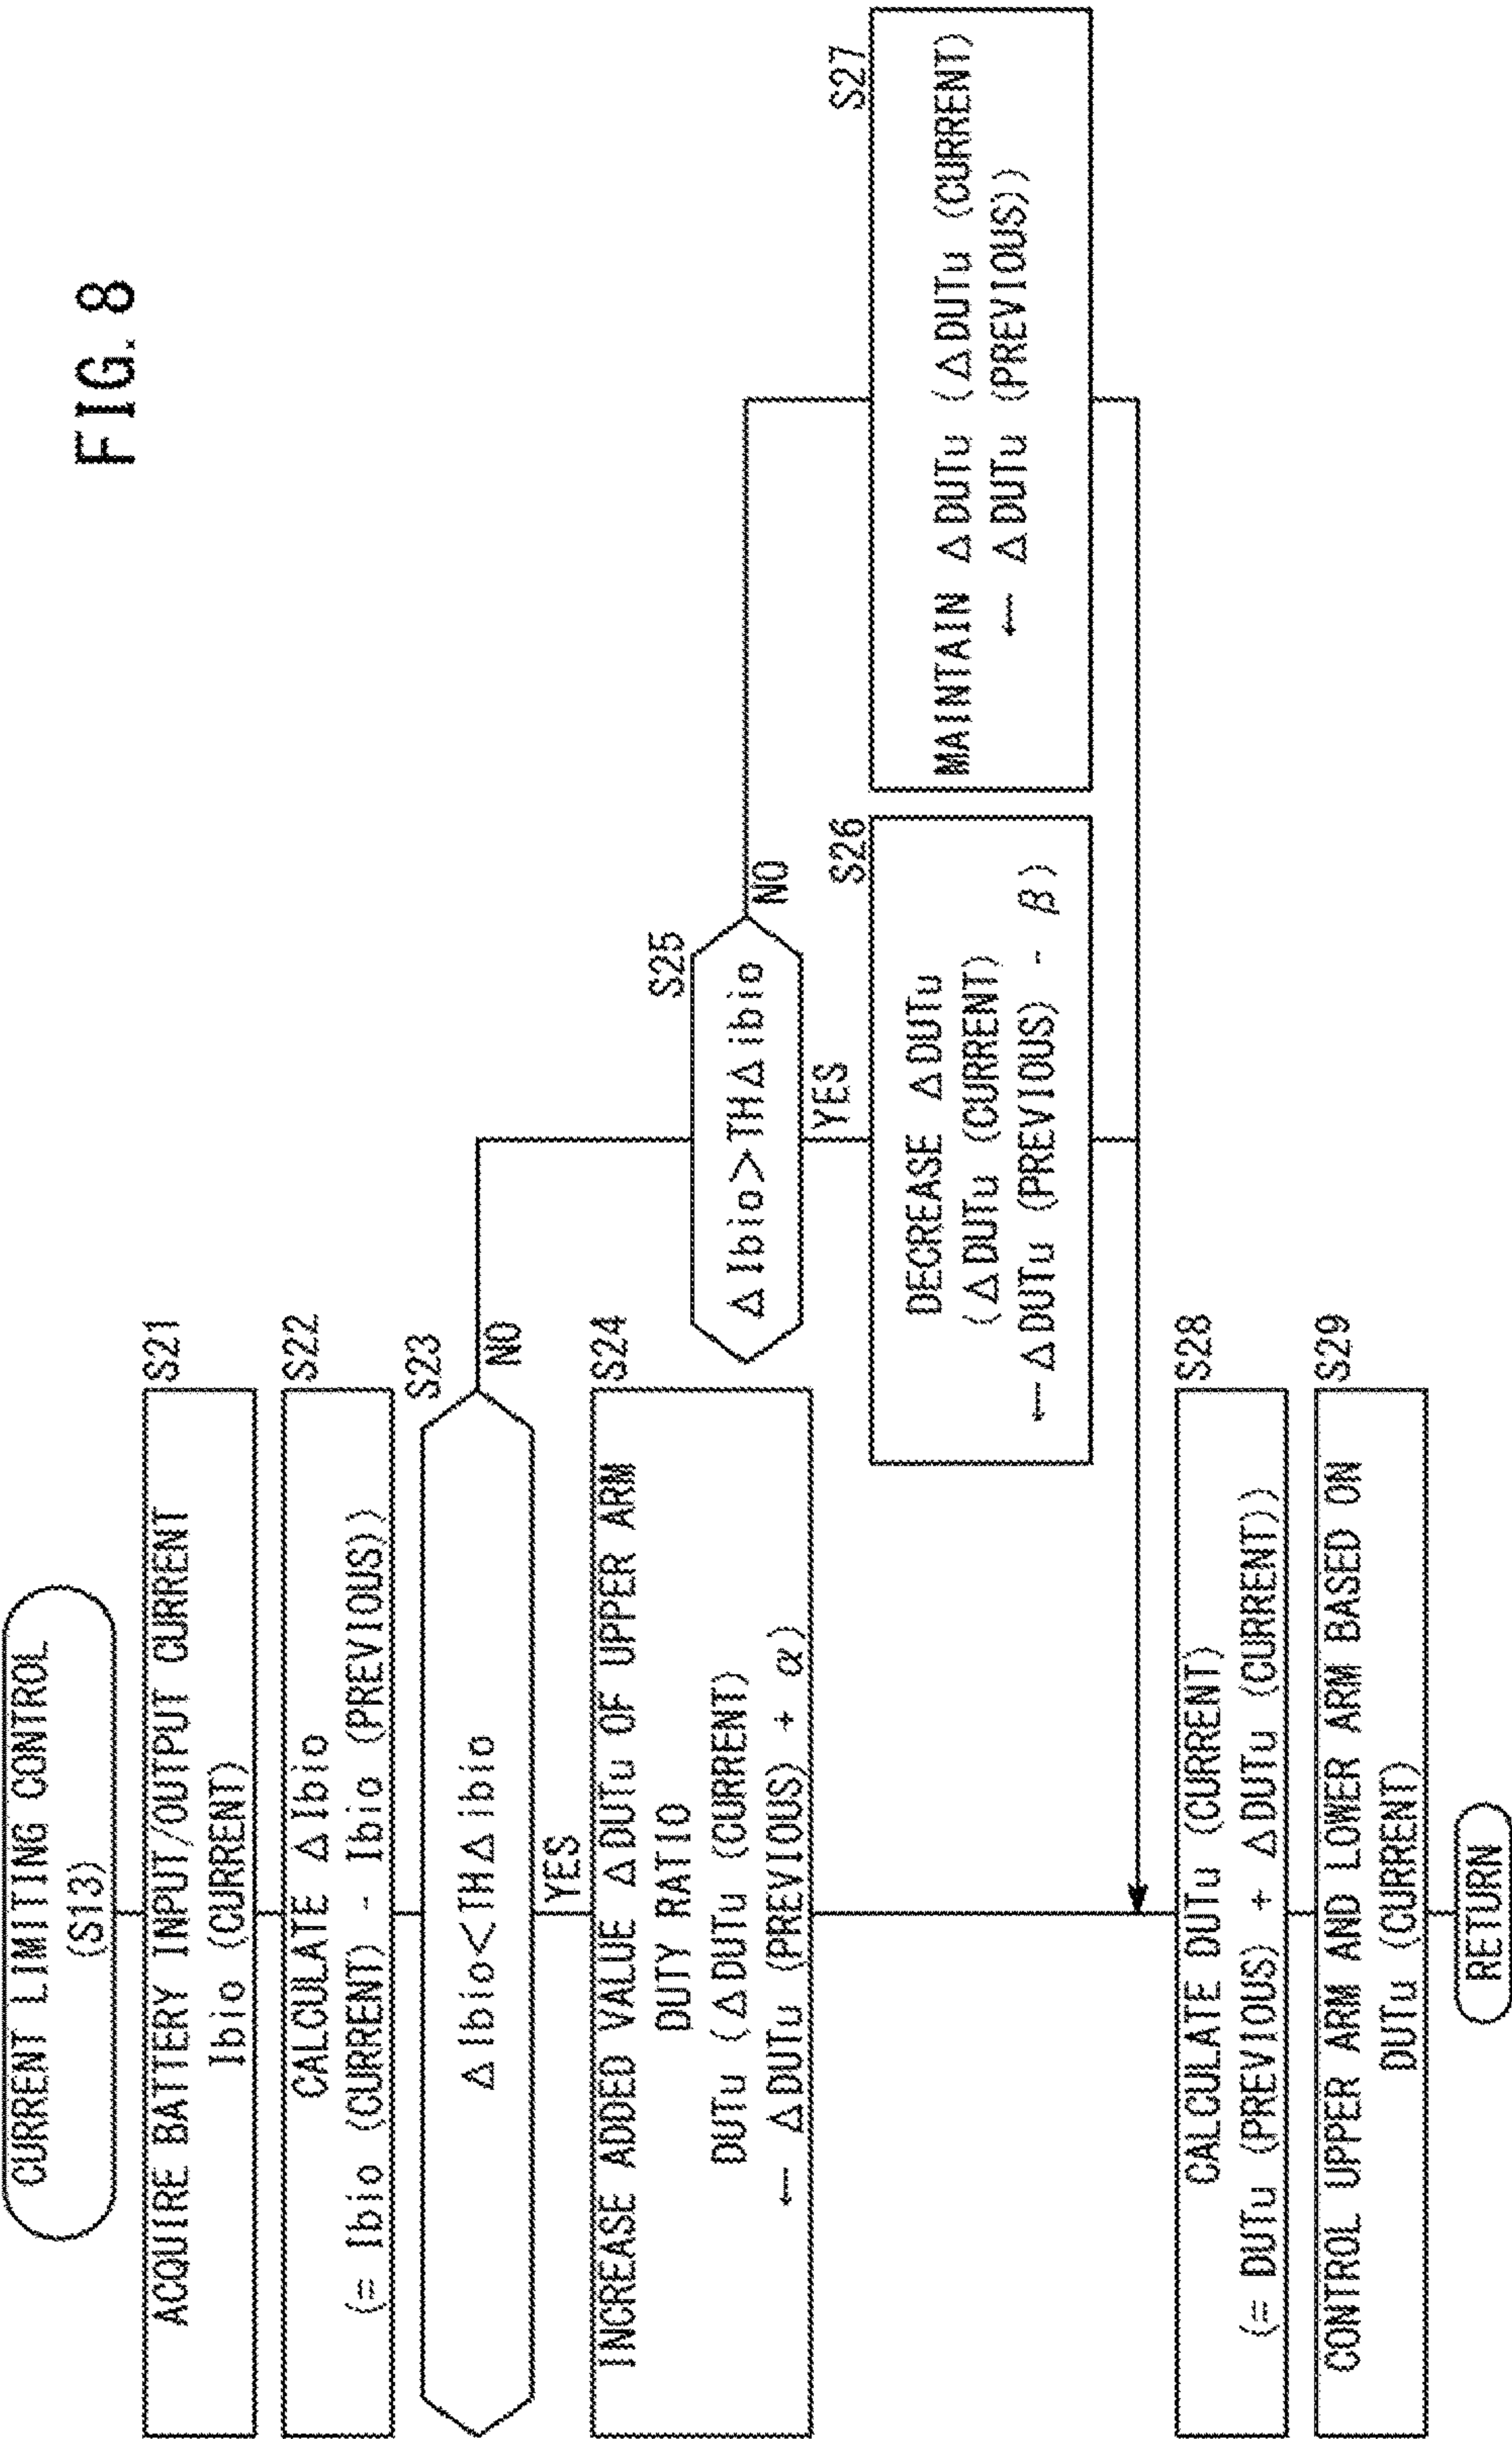 FIG. 8
CURRENT LIMITING CONTROL
(S13)
S21
ACQUIRE BATTERY INPUT/OUTPUT CURRENT
Ibio (CURRENT)
S22
CALCULATE ΔIbio
(= Ibio (CURRENT) - Ibio (PREVIOUS))
S23
ΔIbio<THΔibio
NO
YES
S24
INCREASE ADDED VALUE ΔDUTu OF UPPER ARM
DUTY RATIO
DUTu (ΔDUTu (CURRENT)
← ΔDUTu (PREVIOUS) + α)
S25
ΔIbio>THΔibio
NO
YES
S26
DECREASE ΔDUTu
(ΔDUTu (CURRENT)
←ΔDUTu (PREVIOUS) - β)
S27
MAINTAIN ΔDUTu (ΔDUTu (CURRENT)
← ΔDUTu (PREVIOUS))
S28
CALCULATE DUTu (CURRENT)
(= DUTu (PREVIOUS) + ΔDUTu (CURRENT))
S29
CONTROL UPPER ARM AND LOWER ARM BASED ON
DUTu (CURRENT)
RETURN